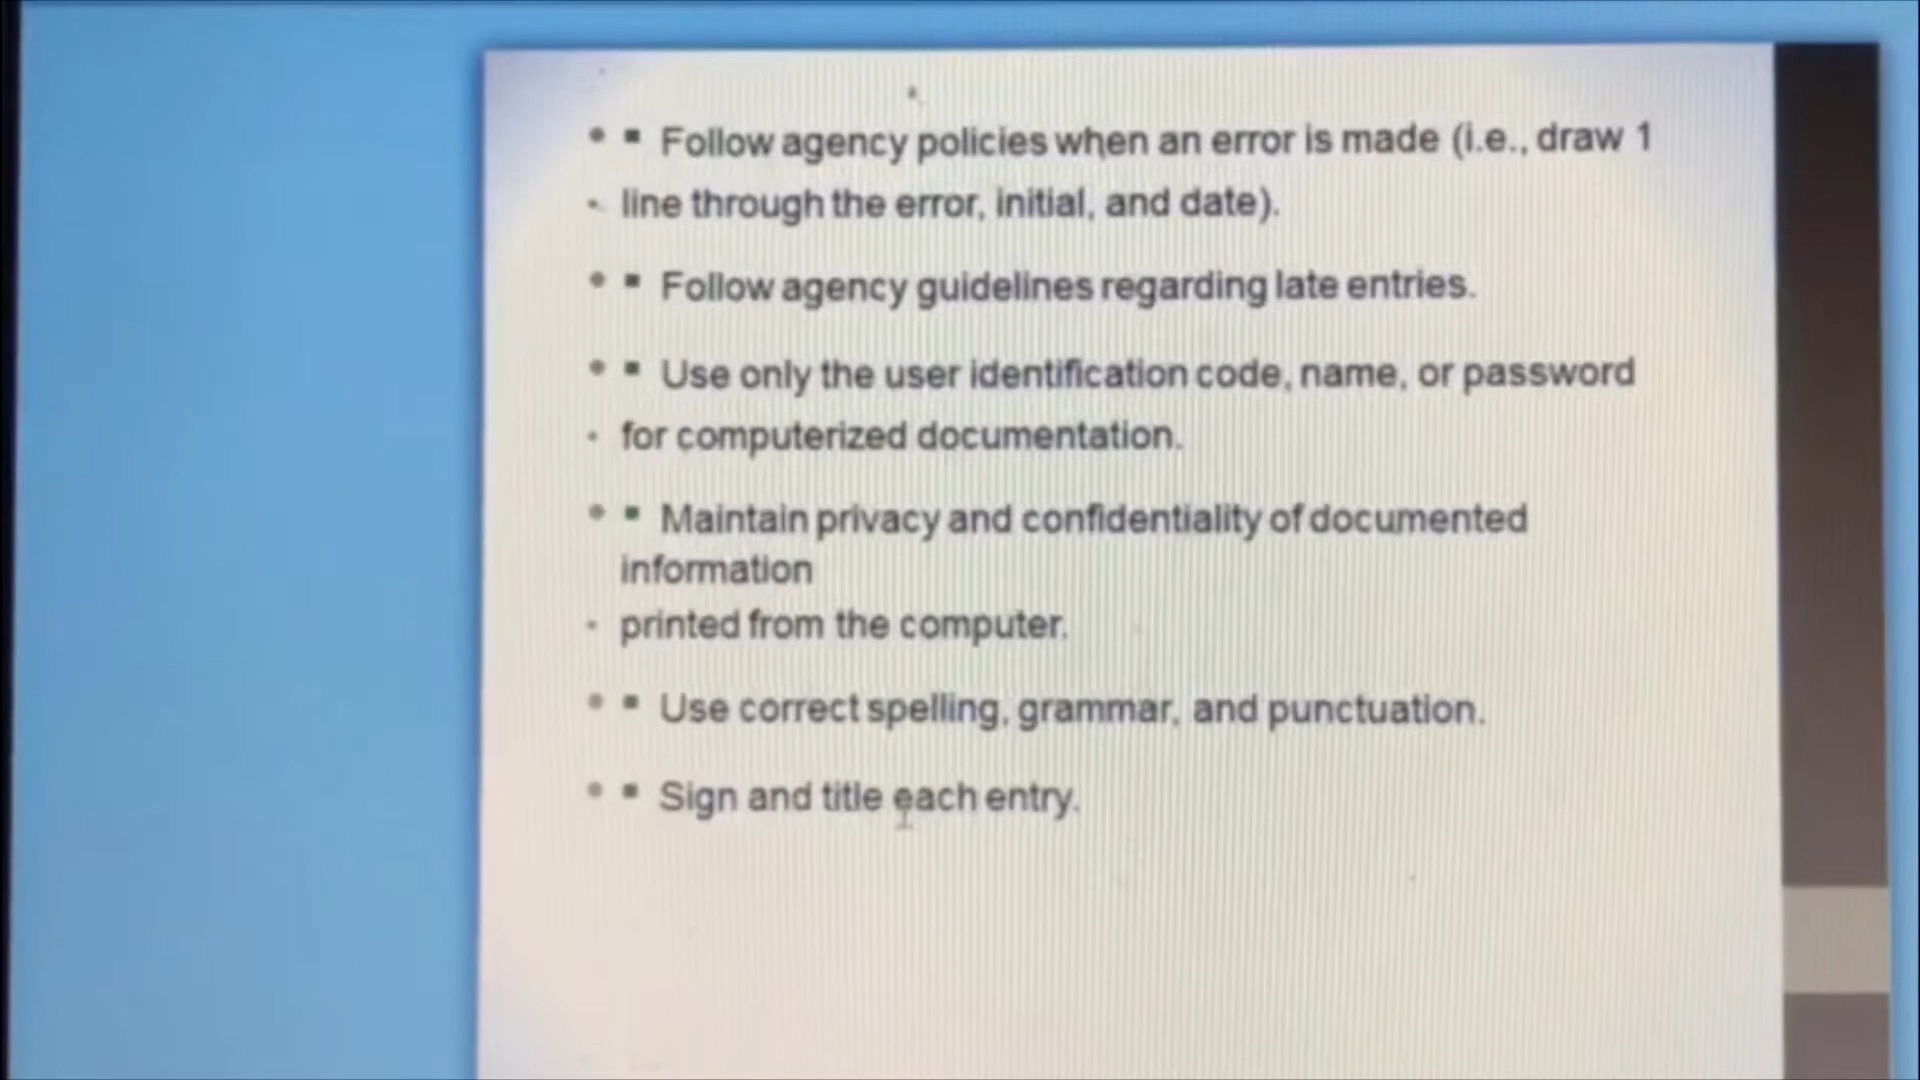 • ▪ Follow agency policies when an error is made (i.e., draw 1
• line through the error, initial, and date).
• ▪ Follow agency guidelines regarding late entries.
• ▪ Use only the user identification code, name, or password
• for computerized documentation.
• ▪ Maintain privacy and confidentiality of documented
information
• printed from the computer.
• ▪ Use correct spelling, grammar, and punctuation.
• ▪ Sign and title each entry.